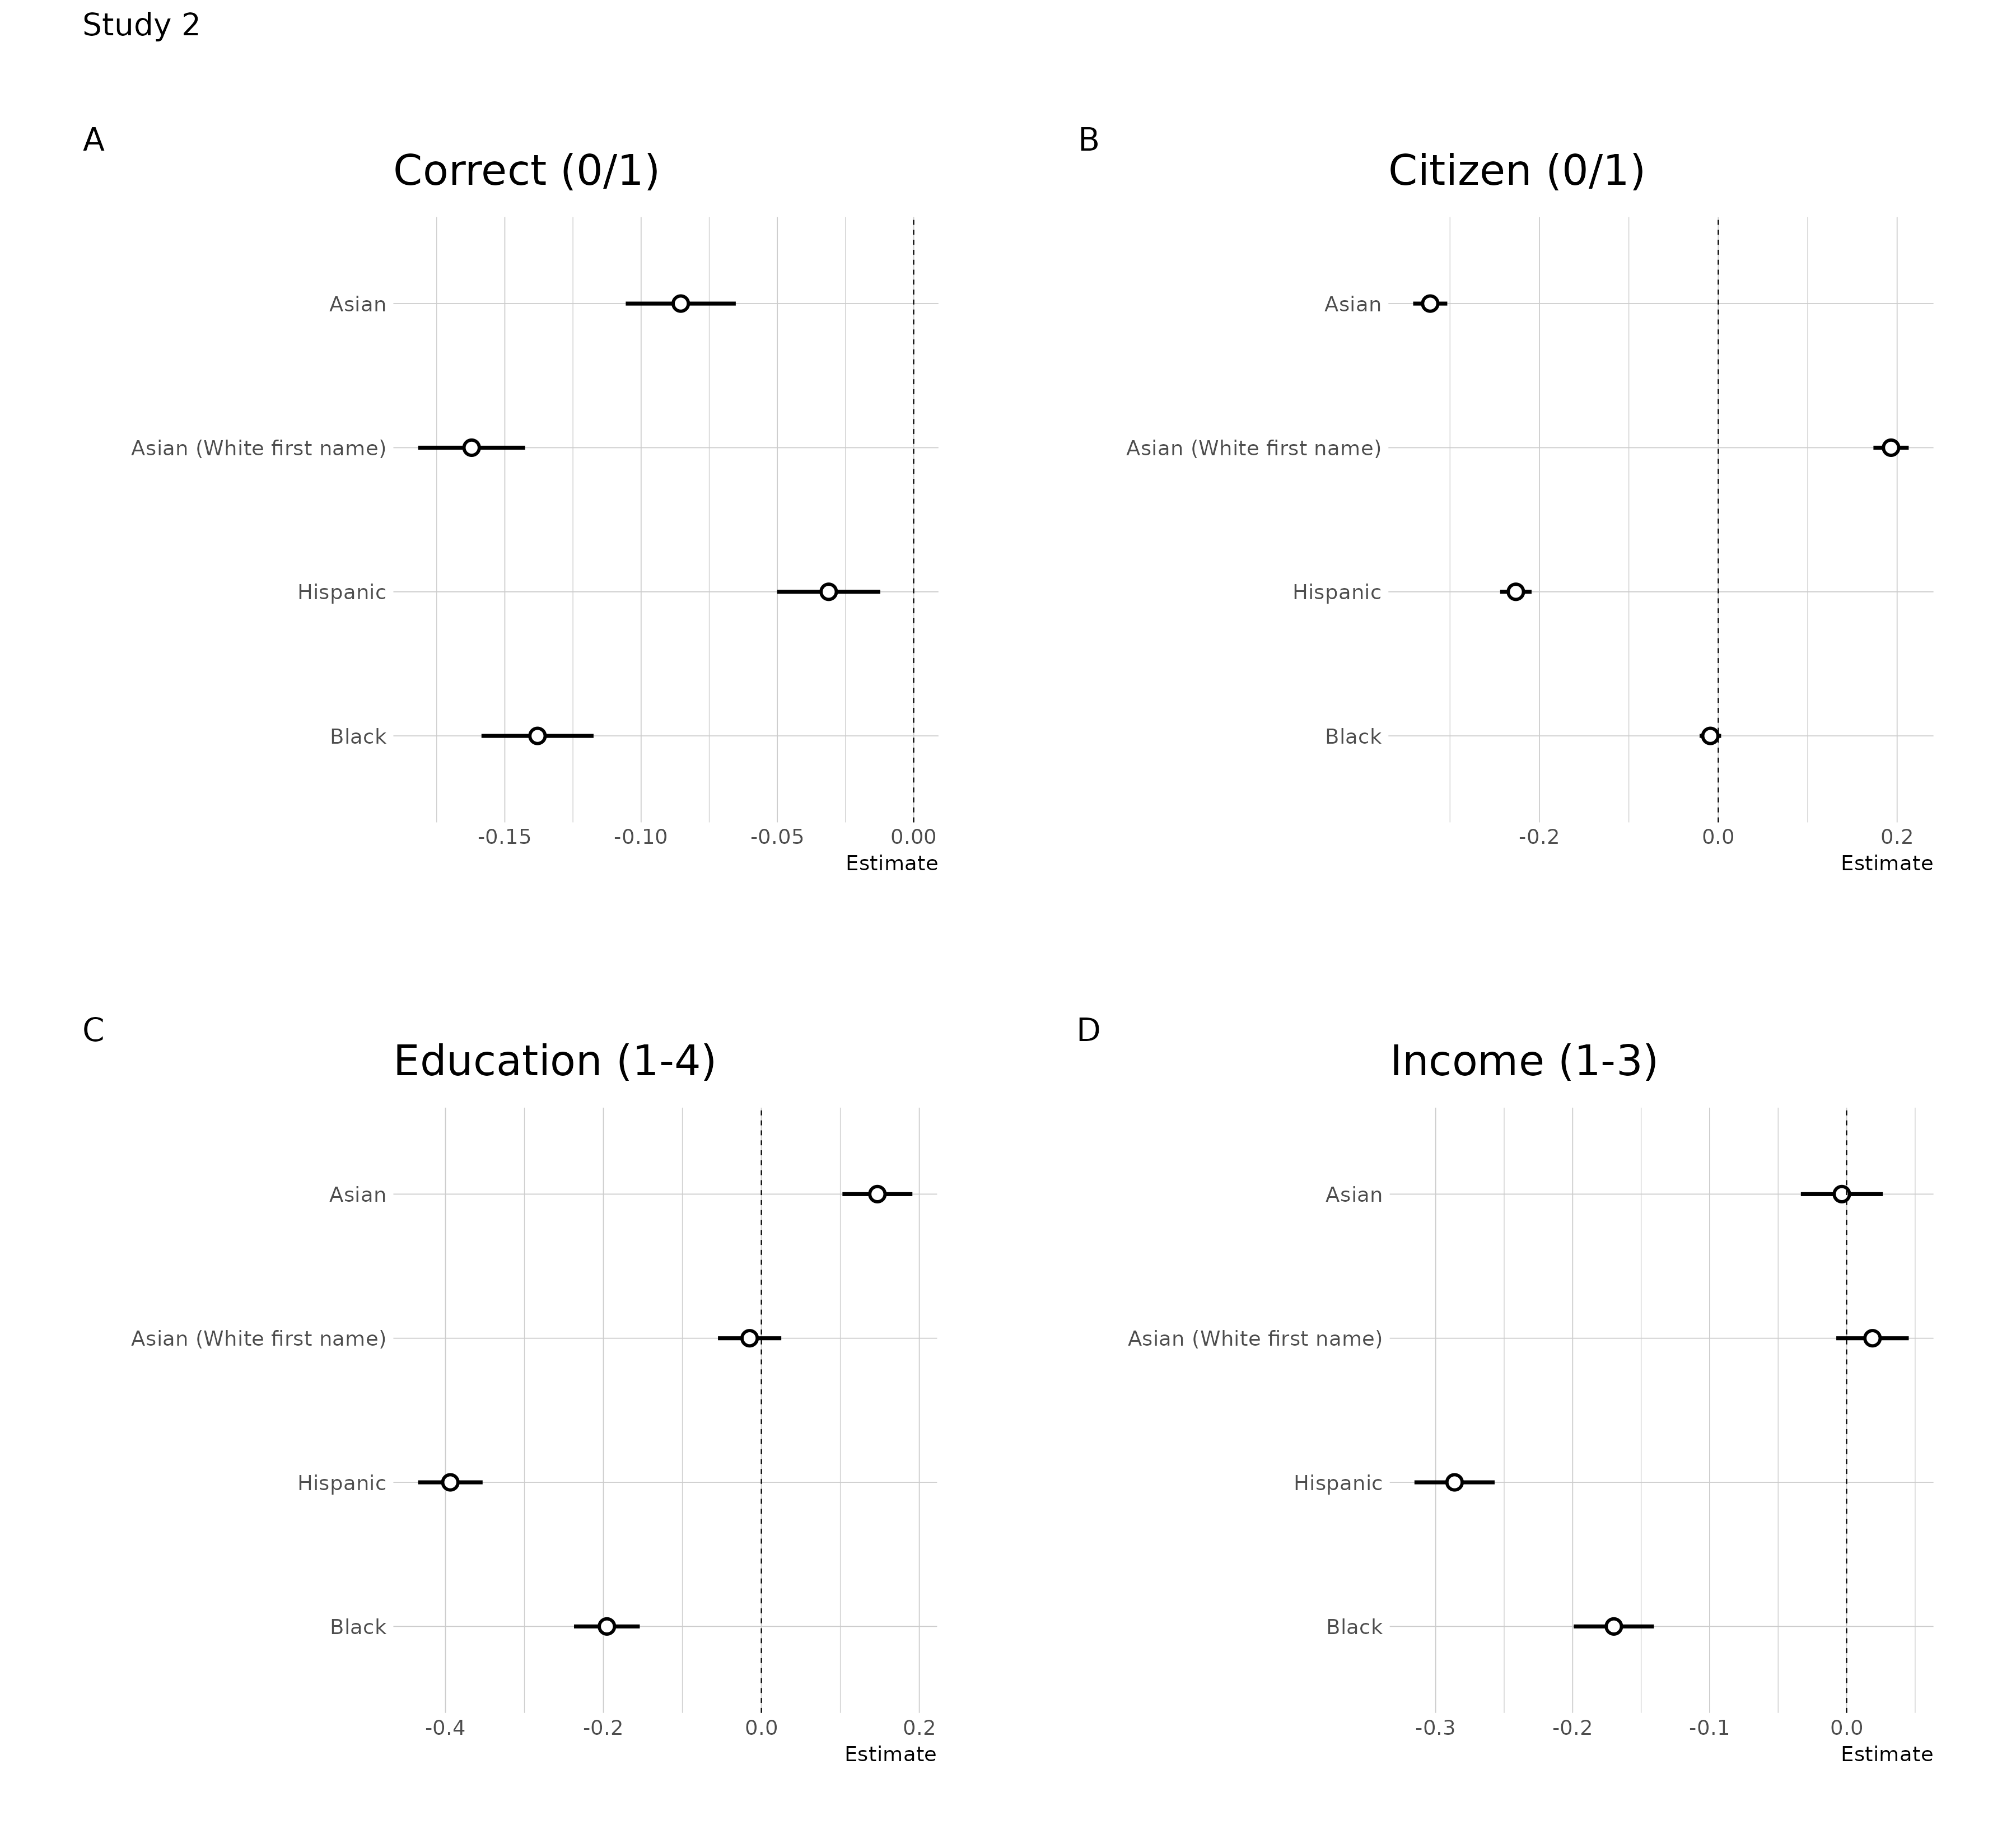 Study 2
A
Correct (0/1)
Asian
Asian (White first name)
Hispanic
Black
-0.15 -0.10 -0.05 0.00
Estimate
B
Citizen (0/1)
Asian
Asian (White first name)
Hispanic
Black
-0.2 0.0 0.2
Estimate
C
Education (1-4)
Asian
Asian (White first name)
Hispanic
Black
-0.4 -0.2 0.0 0.2
Estimate
D
Income (1-3)
Asian
Asian (White first name)
Hispanic
Black
-0.3 -0.2 -0.1 0.0
Estimate